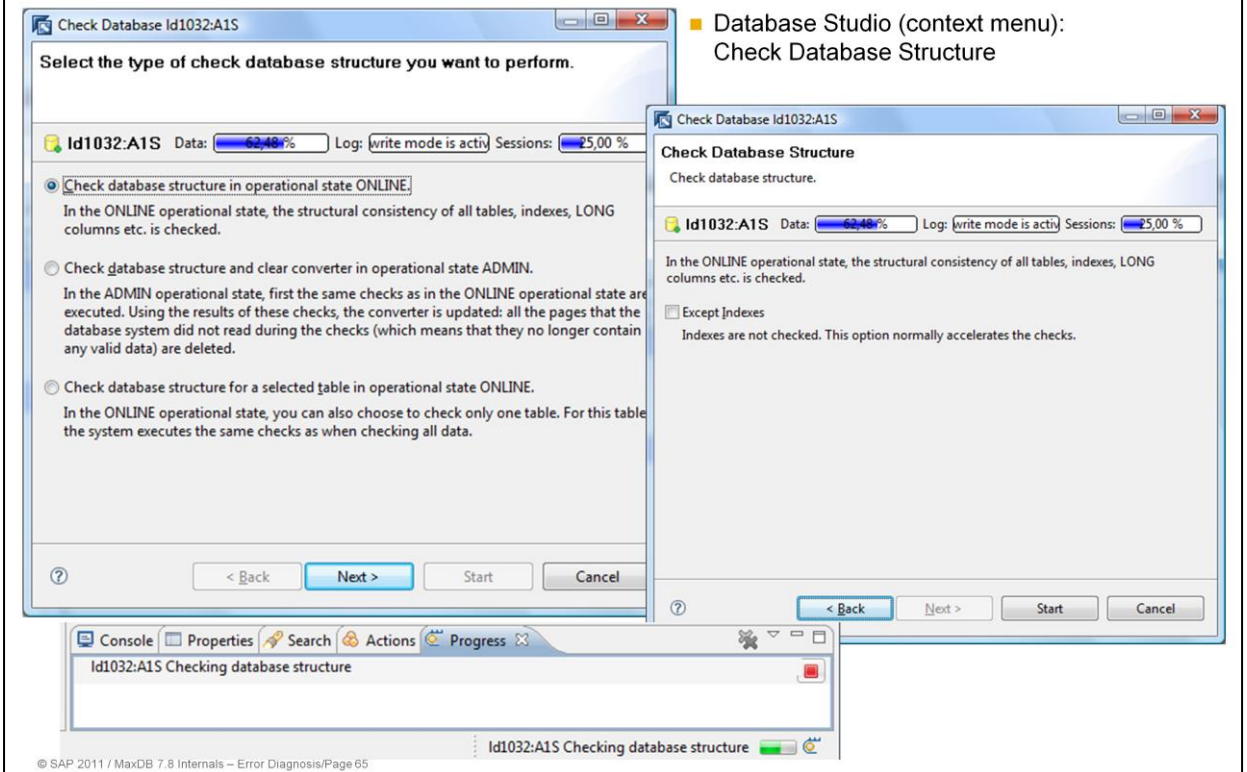 Check Database Id1032:A1S
Select the type of check database structure you want to perform.
Id1032:A1S Data: 62,48 % Log: write mode is activ Sessions: 25,00 %
Check database structure in operational state ONLINE.
In the ONLINE operational state, the structural consistency of all tables, indexes, LONG
columns etc. is checked.
Check database structure and clear converter in operational state ADMIN.
In the ADMIN operational state, first the same checks as in the ONLINE operational state are
executed. Using the results of these checks, the converter is updated: all the pages that the
database system did not read during the checks (which means that they no longer contain
any valid data) are deleted.
Check database structure for a selected table in operational state ONLINE.
In the ONLINE operational state, you can also choose to check only one table. For this table
the system executes the same checks as when checking all data.
? < Back Next > Start Cancel
■ Database Studio (context menu):
Check Database Structure
Check Database Id1032:A1S
Check Database Structure
Check database structure.
Id1032:A1S Data: 62,48 % Log: write mode is activ Sessions: 25,00 %
In the ONLINE operational state, the structural consistency of all tables, indexes, LONG
columns etc. is checked.
Except Indexes
Indexes are not checked. This option normally accelerates the checks.
? < Back Next > Start Cancel
Console Properties Search Actions Progress
Id1032:A1S Checking database structure
Id1032:A1S Checking database structure
© SAP 2011 / MaxDB 7.8 Internals – Error Diagnosis/Page 65